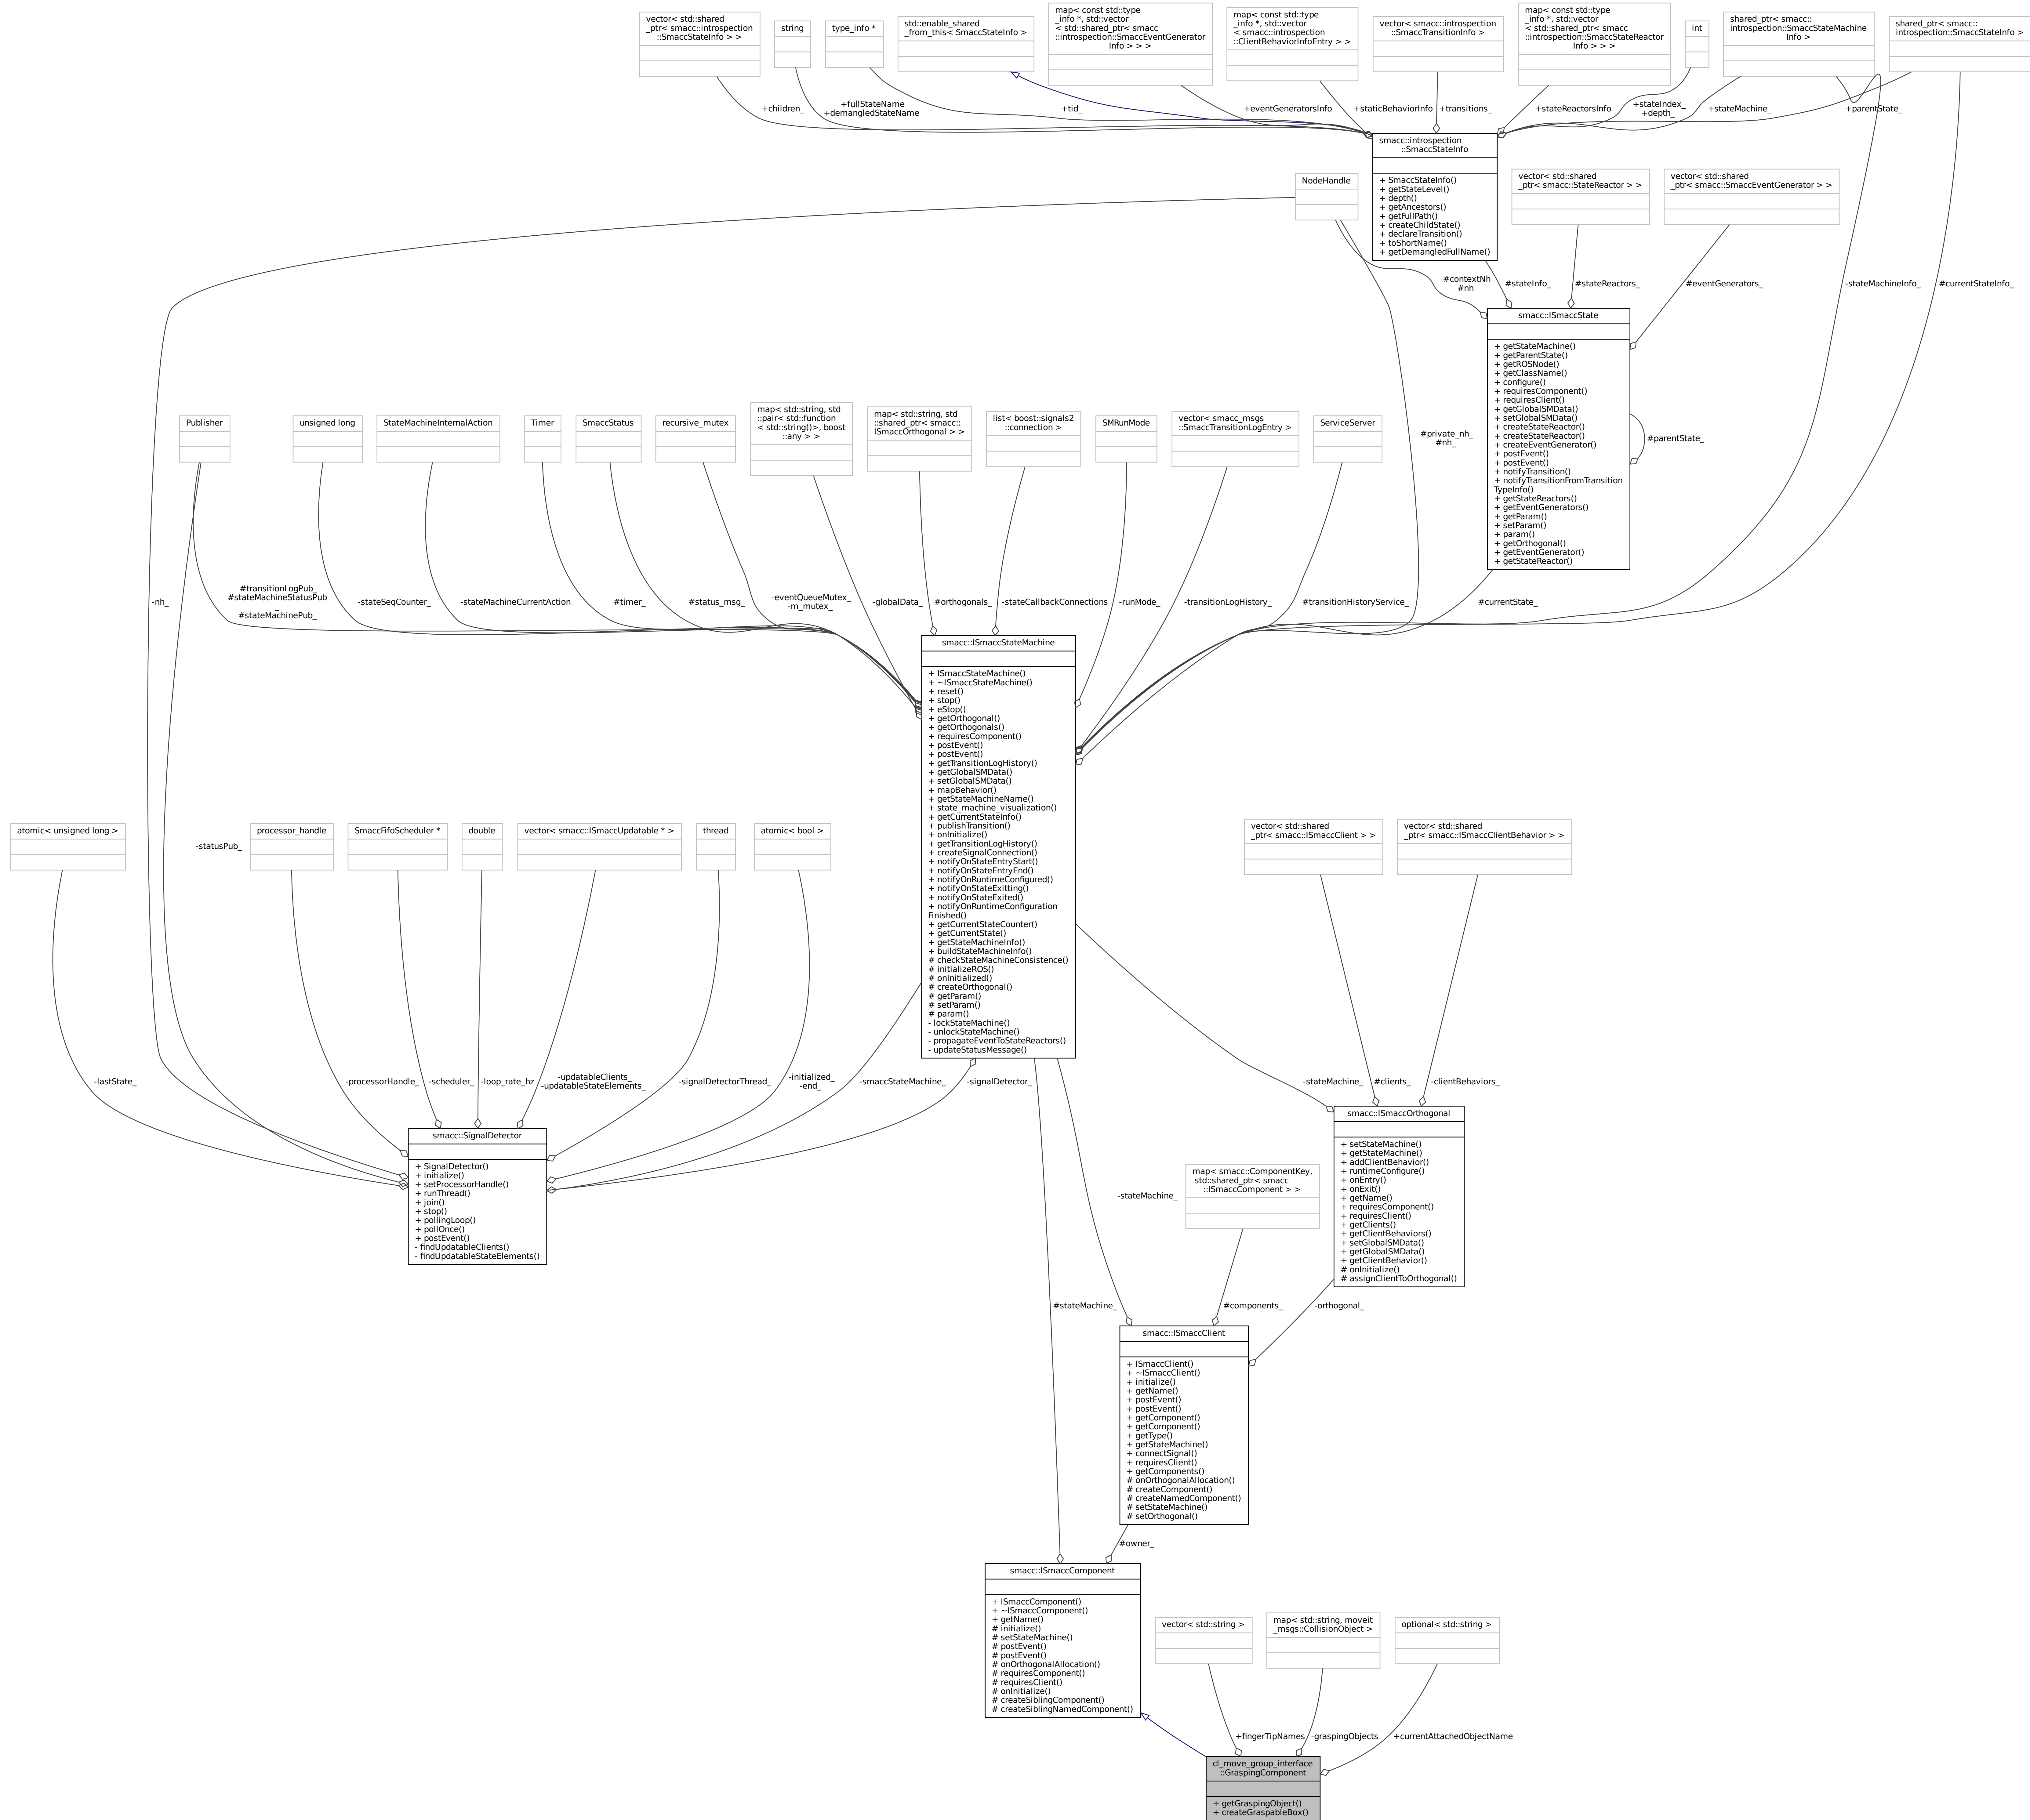 vector< std::shared
_ptr< smacc::introspection
::SmaccStateInfo > >
string
type_info *
std::enable_shared
_from_this< SmaccStateInfo >
map< const std::type
_info *, std::vector
< std::shared_ptr< smacc
::introspection::SmaccEventGenerator
Info > > >
map< const std::type
_info *, std::vector
< smacc::introspection
::ClientBehaviorInfoEntry > >
vector< smacc::introspection
::SmaccTransitionInfo >
map< const std::type
_info *, std::vector
< std::shared_ptr< smacc
::introspection::SmaccStateReactor
Info > > >
int
shared_ptr< smacc::
introspection::SmaccStateMachine
Info >
shared_ptr< smacc::
introspection::SmaccStateInfo >
+children_
+fullStateName
+demangledStateName
+tid_
+eventGeneratorsInfo
+staticBehaviorInfo
+transitions_
+stateReactorsInfo
+stateIndex_
+depth_
+stateMachine_
+parentState_
smacc::introspection
::SmaccStateInfo
+ SmaccStateInfo()
+ getStateLevel()
+ depth()
+ getAncestors()
+ getFullPath()
+ createChildState()
+ declareTransition()
+ toShortName()
+ getDemangledFullName()
NodeHandle
vector< std::shared
_ptr< smacc::StateReactor > >
vector< std::shared
_ptr< smacc::SmaccEventGenerator > >
#contextNh
#nh
#stateInfo_
#stateReactors_
#eventGenerators_
-stateMachineInfo_
#currentStateInfo_
smacc::ISmaccState
+ getStateMachine()
+ getParentState()
+ getROSNode()
+ getClassName()
+ configure()
+ requiresComponent()
+ requiresClient()
+ getGlobalSMData()
+ setGlobalSMData()
+ createStateReactor()
+ createStateReactor()
+ createEventGenerator()
+ postEvent()
+ postEvent()
+ notifyTransition()
+ notifyTransitionFromTransition
TypeInfo()
+ getStateReactors()
+ getEventGenerators()
+ getParam()
+ setParam()
+ param()
+ getOrthogonal()
+ getEventGenerator()
+ getStateReactor()
#parentState_
#private_nh_
#nh_
Publisher
unsigned long
StateMachineInternalAction
Timer
SmaccStatus
recursive_mutex
map< std::string, std
::pair< std::function
< std::string()>, boost
::any > >
map< std::string, std
::shared_ptr< smacc::
ISmaccOrthogonal > >
list< boost::signals2
::connection >
SMRunMode
vector< smacc_msgs
::SmaccTransitionLogEntry >
ServiceServer
-nh_
#transitionLogPub_
#stateMachineStatusPub
_
#stateMachinePub_
-stateSeqCounter_
-stateMachineCurrentAction
#timer_
#status_msg_
-eventQueueMutex_
-m_mutex_
-globalData_
#orthogonals_
-stateCallbackConnections
-runMode_
-transitionLogHistory_
#transitionHistoryService_
#currentState_
smacc::ISmaccStateMachine
+ ISmaccStateMachine()
+ ~ISmaccStateMachine()
+ reset()
+ stop()
+ eStop()
+ getOrthogonal()
+ getOrthogonals()
+ requiresComponent()
+ postEvent()
+ postEvent()
+ getTransitionLogHistory()
+ getGlobalSMData()
+ setGlobalSMData()
+ mapBehavior()
+ getStateMachineName()
+ state_machine_visualization()
+ getCurrentStateInfo()
+ publishTransition()
+ onInitialize()
+ getTransitionLogHistory()
+ createSignalConnection()
+ notifyOnStateEntryStart()
+ notifyOnStateEntryEnd()
+ notifyOnRuntimeConfigured()
+ notifyOnStateExitting()
+ notifyOnStateExited()
+ notifyOnRuntimeConfiguration
Finished()
+ getCurrentStateCounter()
+ getCurrentState()
+ getStateMachineInfo()
+ buildStateMachineInfo()
# checkStateMachineConsistence()
# initializeROS()
# onInitialized()
# createOrthogonal()
# getParam()
# setParam()
# param()
- lockStateMachine()
- unlockStateMachine()
- propagateEventToStateReactors()
- updateStatusMessage()
atomic< unsigned long >
-statusPub_
processor_handle
SmaccFifoScheduler *
double
vector< smacc::ISmaccUpdatable * >
thread
atomic< bool >
vector< std::shared
_ptr< smacc::ISmaccClient > >
vector< std::shared
_ptr< smacc::ISmaccClientBehavior > >
-lastState_
-processorHandle_
-scheduler_
-loop_rate_hz
-updatableClients_
-updatableStateElements_
-signalDetectorThread_
-initialized_
-end_
-smaccStateMachine_
-signalDetector_
-stateMachine_
#clients_
-clientBehaviors_
smacc::SignalDetector
+ SignalDetector()
+ initialize()
+ setProcessorHandle()
+ runThread()
+ join()
+ stop()
+ pollingLoop()
+ pollOnce()
+ postEvent()
- findUpdatableClients()
- findUpdatableStateElements()
smacc::ISmaccOrthogonal
+ setStateMachine()
+ getStateMachine()
+ addClientBehavior()
+ runtimeConfigure()
+ onEntry()
+ onExit()
+ getName()
+ requiresComponent()
+ requiresClient()
+ getClients()
+ getClientBehaviors()
+ setGlobalSMData()
+ getGlobalSMData()
+ getClientBehavior()
# onInitialize()
# assignClientToOrthogonal()
-stateMachine_
map< smacc::ComponentKey,
std::shared_ptr< smacc
::ISmaccComponent > >
#stateMachine_
#components_
-orthogonal_
smacc::ISmaccClient
+ ISmaccClient()
+ ~ISmaccClient()
+ initialize()
+ getName()
+ postEvent()
+ postEvent()
+ getComponent()
+ getComponent()
+ getType()
+ getStateMachine()
+ connectSignal()
+ requiresClient()
+ getComponents()
# onOrthogonalAllocation()
# createComponent()
# createNamedComponent()
# setStateMachine()
# setOrthogonal()
#owner_
smacc::ISmaccComponent
+ ISmaccComponent()
+ ~ISmaccComponent()
+ getName()
# initialize()
# setStateMachine()
# postEvent()
# postEvent()
# onOrthogonalAllocation()
# requiresComponent()
# requiresClient()
# onInitialize()
# createSiblingComponent()
# createSiblingNamedComponent()
vector< std::string >
map< std::string, moveit
_msgs::CollisionObject >
optional< std::string >
+fingerTipNames
-graspingObjects
+currentAttachedObjectName
cl_move_group_interface
::GraspingComponent
+ getGraspingObject()
+ createGraspableBox()